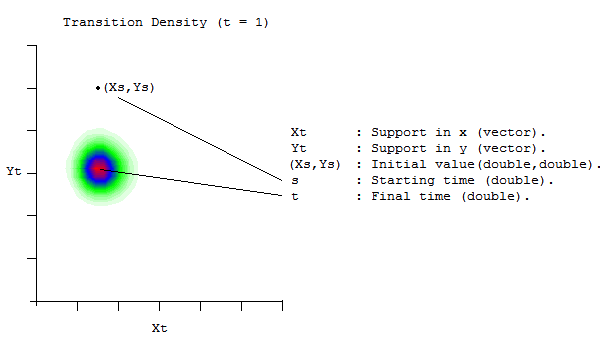 Transition Density (t = 1)
(Xs,Ys)
Yt
Xt
Xt : Support in x (vector).
Yt : Support in y (vector).
(Xs,Ys) : Initial value(double,double).
s : Starting time (double).
t : Final time (double).